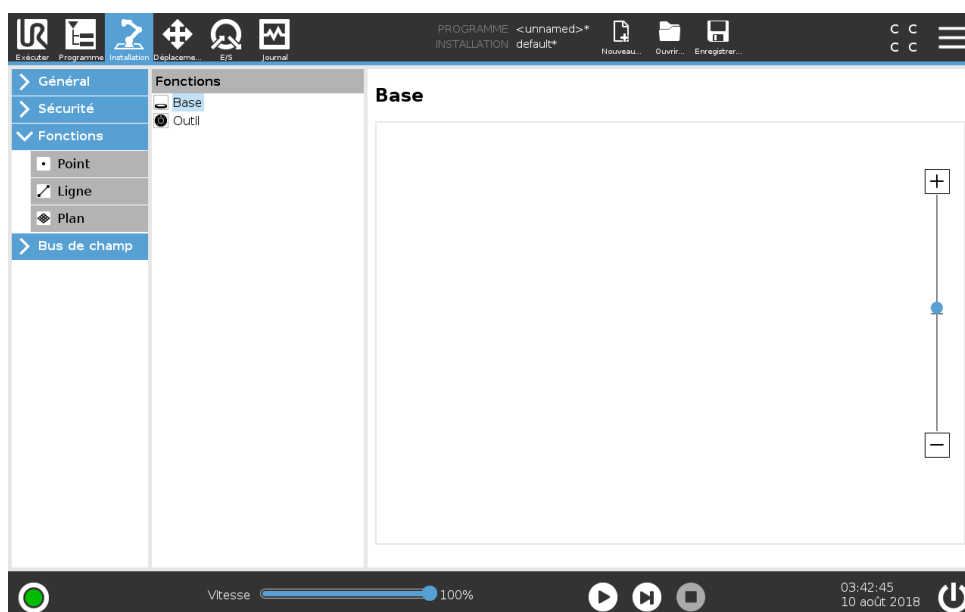 UR
PROGRAMME <unnamed>*
INSTALLATION default*
C C
C C
Exécuter Programme Installation Déplaceme... E/S Journal
Nouveau... Ouvrir... Enregistrer...
Général
Sécurité
Fonctions
Point
Ligne
Plan
Bus de champ
Fonctions
Base
Outil
Base
Vitesse 100%
03:42:45
10 août 2018